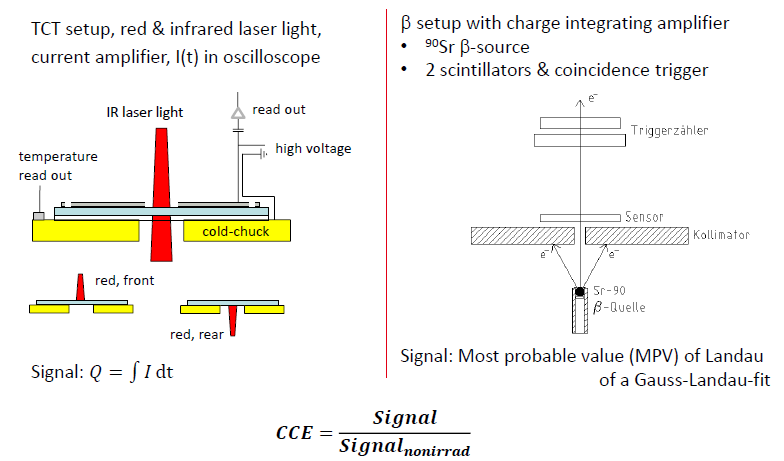 TCT setup, red & infrared laser light,
current amplifier, I(t) in oscilloscope
IR laser light
read out
high voltage
temperature
read out
cold-chuck
red, front
red, rear
Signal: Q = ∫ I dt
β setup with charge integrating amplifier
• ⁹⁰Sr β-source
• 2 scintillators & coincidence trigger
e⁻
Triggerzähler
Sensor
Kollimator
e⁻ e⁻
Sr-90
β-Quelle
Signal: Most probable value (MPV) of Landau
of a Gauss-Landau-fit
CCE = Signal / Signalₙₒₙᵢᵣᵣₐd